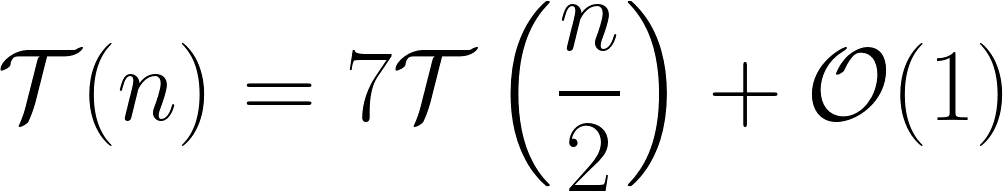 𝒯(n) = 7𝒯(n/2) + 𝒪(1)